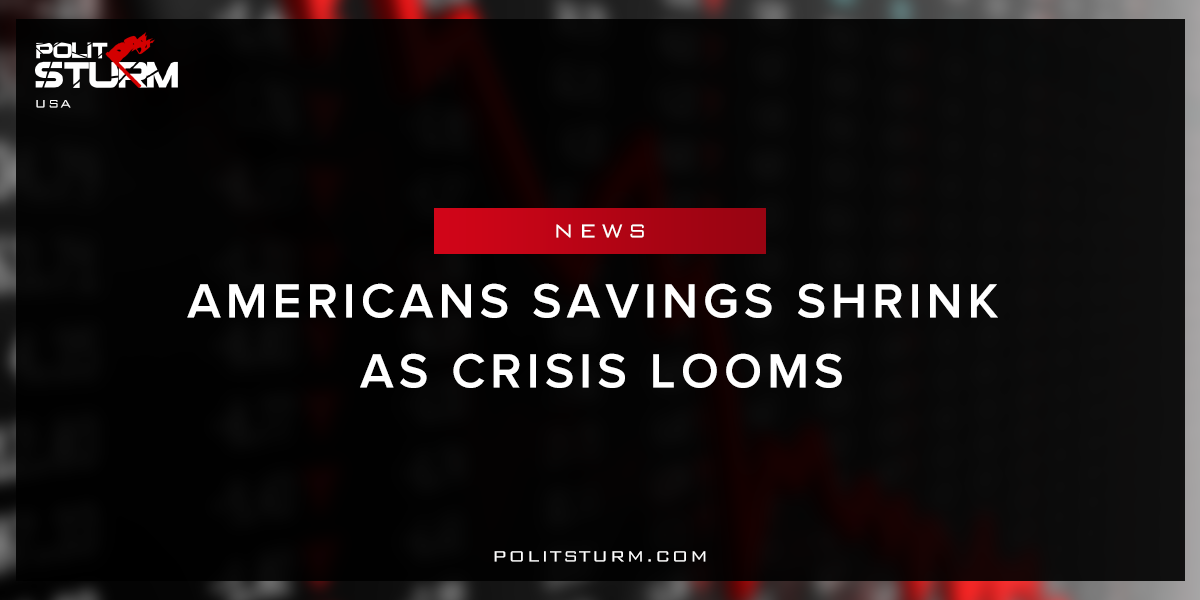 POLIT
STURM
USA
NEWS
AMERICANS SAVINGS SHRINK
AS CRISIS LOOMS
POLITSTURM.COM